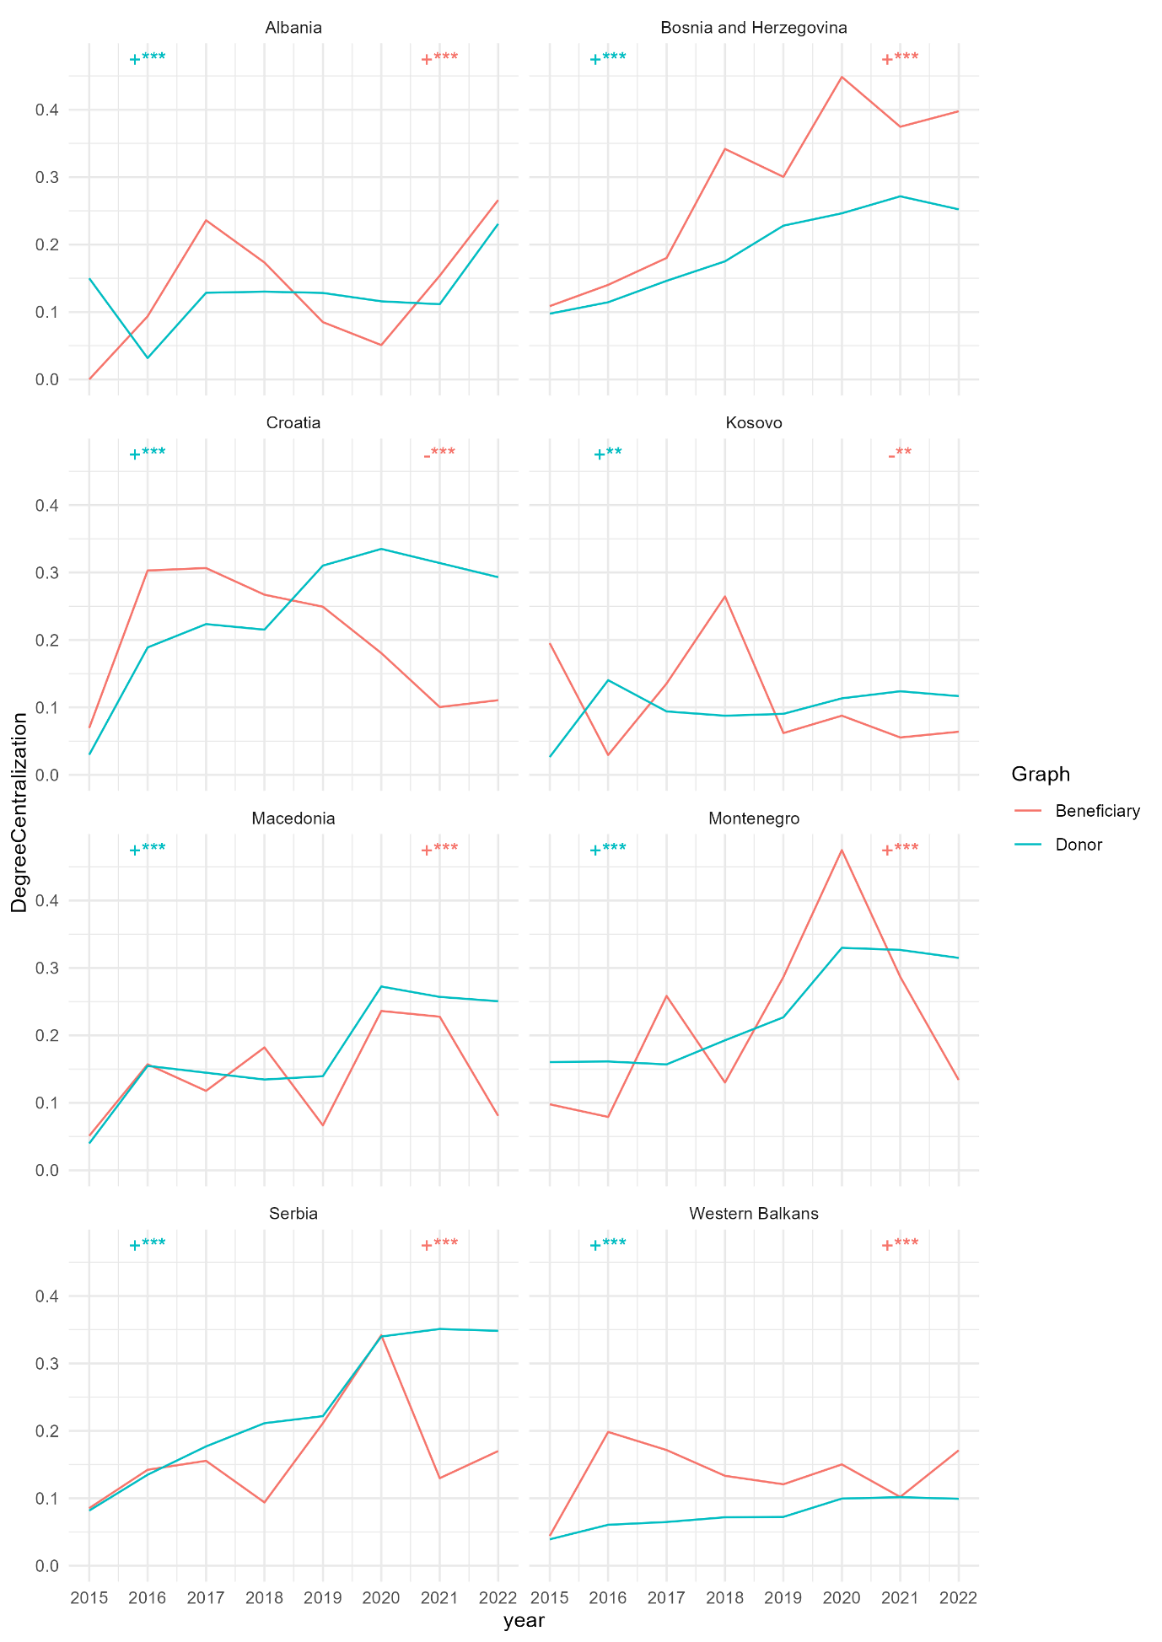 Albania
Bosnia and Herzegovina
+***
+***
+***
+***
0.4
0.3
0.2
0.1
0.0
Croatia
Kosovo
+***
-***
+**
-**
0.4
0.3
0.2
0.1
0.0
DegreeCentralization
Graph
Beneficiary
Donor
Macedonia
Montenegro
+***
+***
+***
+***
0.4
0.3
0.2
0.1
0.0
Serbia
Western Balkans
+***
+***
+***
+***
0.4
0.3
0.2
0.1
0.0
2015 2016 2017 2018 2019 2020 2021 2022
2015 2016 2017 2018 2019 2020 2021 2022
year